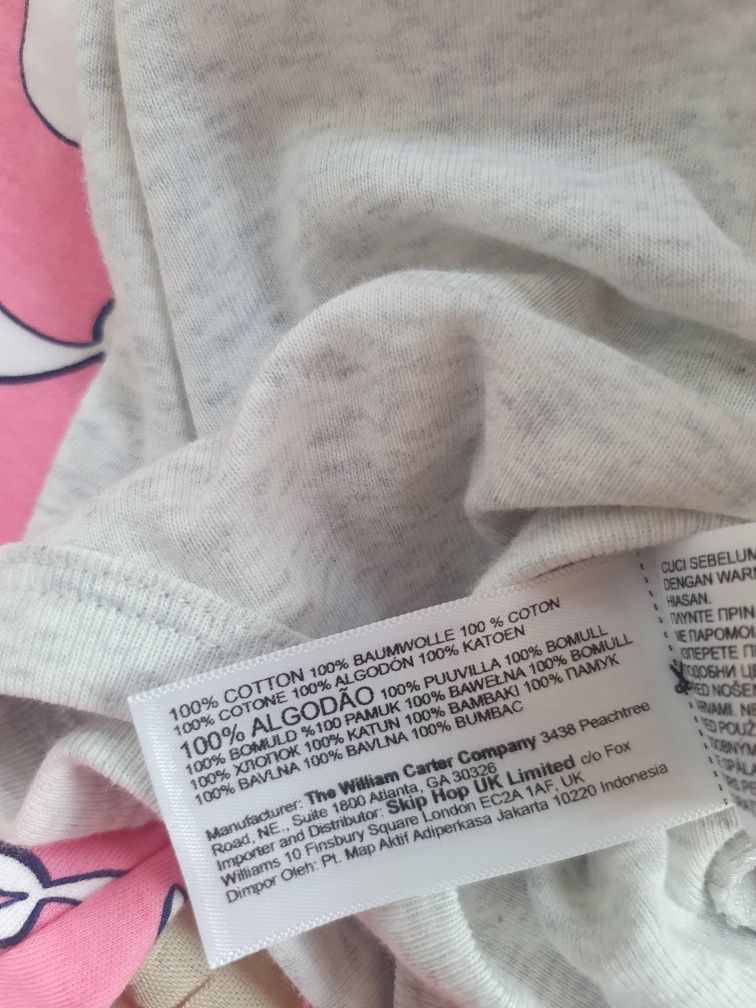 100% COTTON 100% BAUMWOLLE 100 % COTON
100% COTONE 100% ALGODÓN 100% KATOEN
100% ALGODÃO 100% PUUVILLA 100% BOMULL
100% BOMULD %100 PAMUK 100% BAWEŁNA 100% BOMULL
100% ХЛОПОК 100% KATUN 100% BAMBAKI 100% ПАМУК
100% BAVLNA 100% BAVLNA 100% BUMBAC
Manufacturer: The William Carter Company 3438 Peachtree
Road, NE., Suite 1800 Atlanta, GA 30326
Importer and Distributor: Skip Hop UK Limited c/o Fox
Williams 10 Finsbury Square London EC2A 1AF, UK
Dimpor Oleh: Pt. Map Aktif Adiperkasa Jakarta 10220 Indonesia
CUCI SEBELUM
DENGAN WARN
HIASAN.
ΠΛΥΝΤΕ ΠΡΙΝ
ΜΕ ΠΑΡΟΜΟΙ